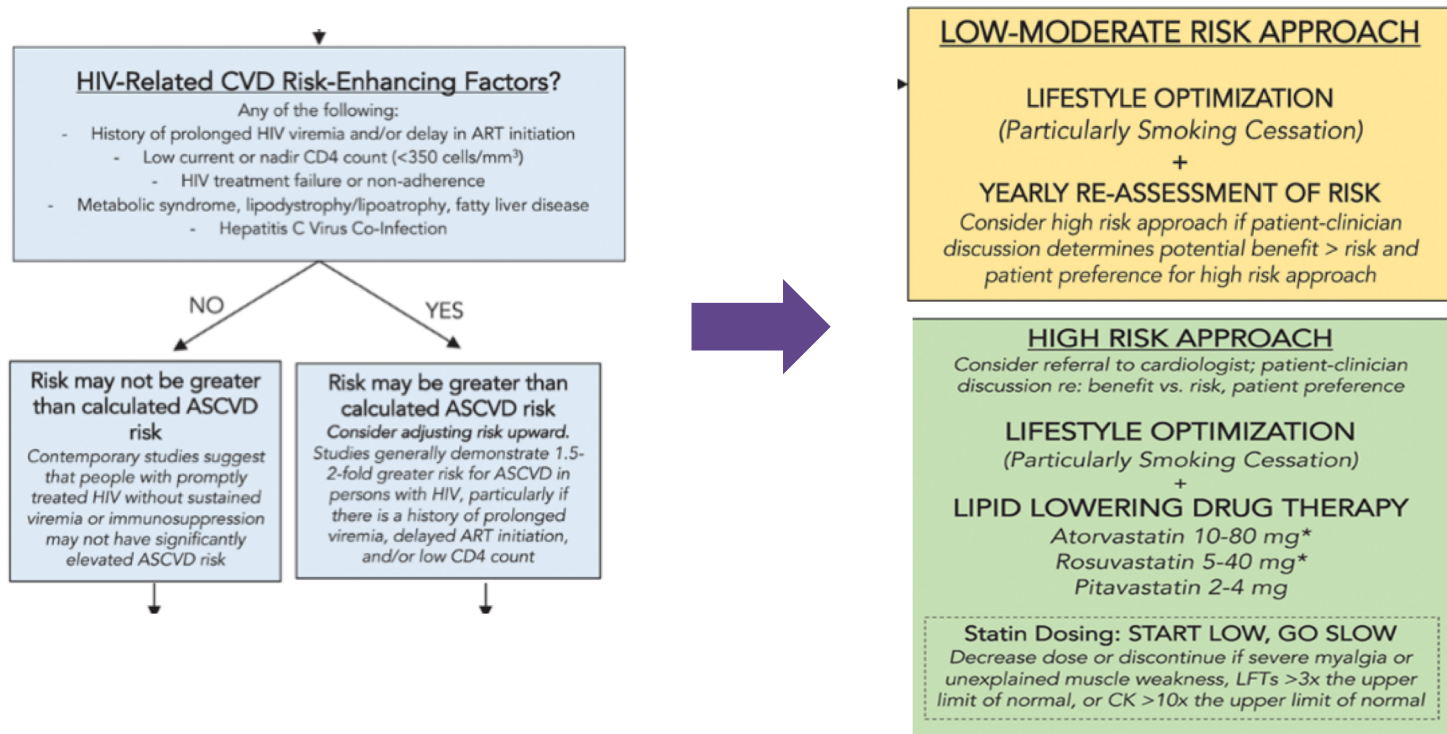 HIV-Related CVD Risk-Enhancing Factors?
Any of the following:
- History of prolonged HIV viremia and/or delay in ART initiation
- Low current or nadir CD4 count (<350 cells/mm³)
- HIV treatment failure or non-adherence
- Metabolic syndrome, lipodystrophy/lipoatrophy, fatty liver disease
- Hepatitis C Virus Co-Infection
NO
YES
Risk may not be greater
than calculated ASCVD
risk
Contemporary studies suggest
that people with promptly
treated HIV without sustained
viremia or immunosuppression
may not have significantly
elevated ASCVD risk
Risk may be greater than
calculated ASCVD risk
Consider adjusting risk upward.
Studies generally demonstrate 1.5-
2-fold greater risk for ASCVD in
persons with HIV, particularly if
there is a history of prolonged
viremia, delayed ART initiation,
and/or low CD4 count
LOW-MODERATE RISK APPROACH
LIFESTYLE OPTIMIZATION
(Particularly Smoking Cessation)
+
YEARLY RE-ASSESSMENT OF RISK
Consider high risk approach if patient-clinician
discussion determines potential benefit > risk and
patient preference for high risk approach
HIGH RISK APPROACH
Consider referral to cardiologist; patient-clinician
discussion re: benefit vs. risk, patient preference
LIFESTYLE OPTIMIZATION
(Particularly Smoking Cessation)
+
LIPID LOWERING DRUG THERAPY
Atorvastatin 10-80 mg*
Rosuvastatin 5-40 mg*
Pitavastatin 2-4 mg
Statin Dosing: START LOW, GO SLOW
Decrease dose or discontinue if severe myalgia or
unexplained muscle weakness, LFTs >3x the upper
limit of normal, or CK >10x the upper limit of normal